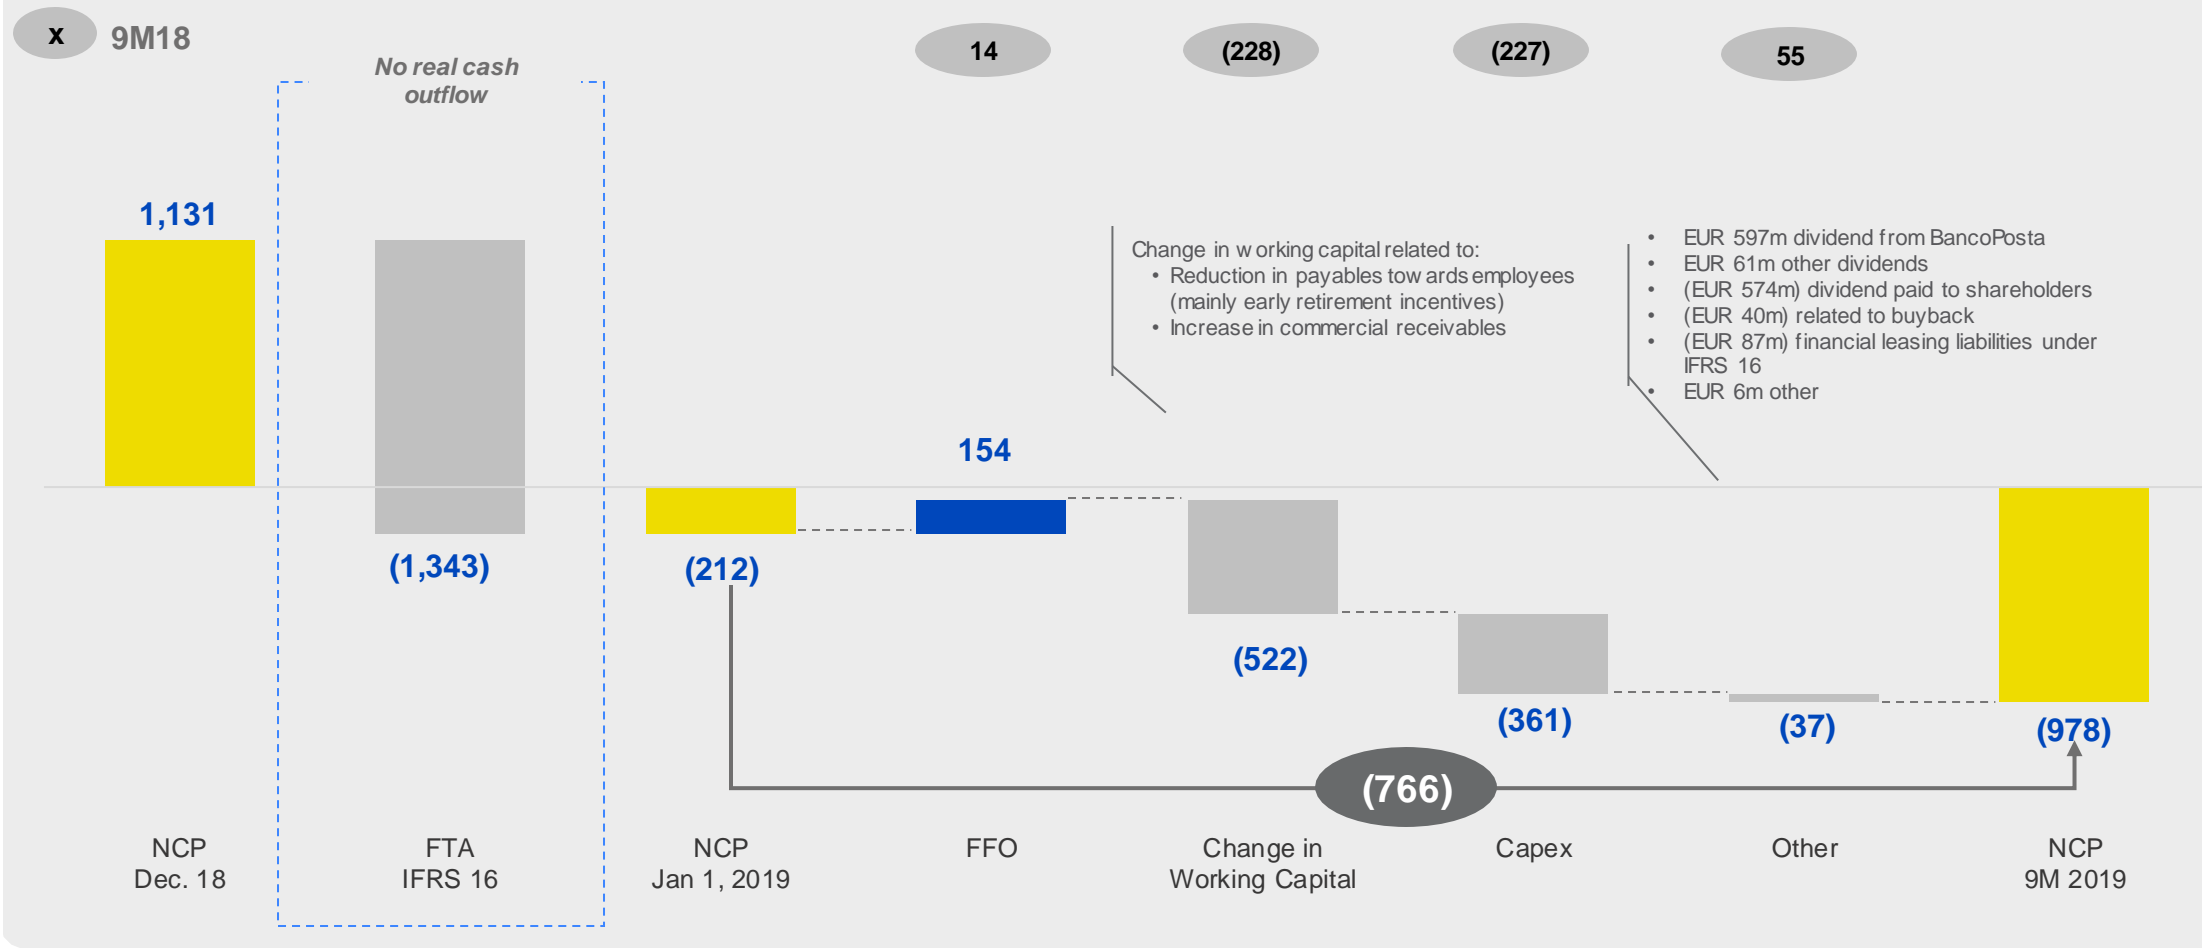 x 9M18
14
(228)
(227)
55
No real cash
outflow
1,131
(1,343)
(212)
154
(522)
(361)
(37)
(978)
Change in working capital related to:
• Reduction in payables towards employees
(mainly early retirement incentives)
• Increase in commercial receivables
• EUR 597m dividend from BancoPosta
• EUR 61m other dividends
• (EUR 574m) dividend paid to shareholders
• (EUR 40m) related to buyback
• (EUR 87m) financial leasing liabilities under
IFRS 16
• EUR 6m other
(766)
NCP
Dec. 18
FTA
IFRS 16
NCP
Jan 1, 2019
FFO
Change in
Working Capital
Capex
Other
NCP
9M 2019